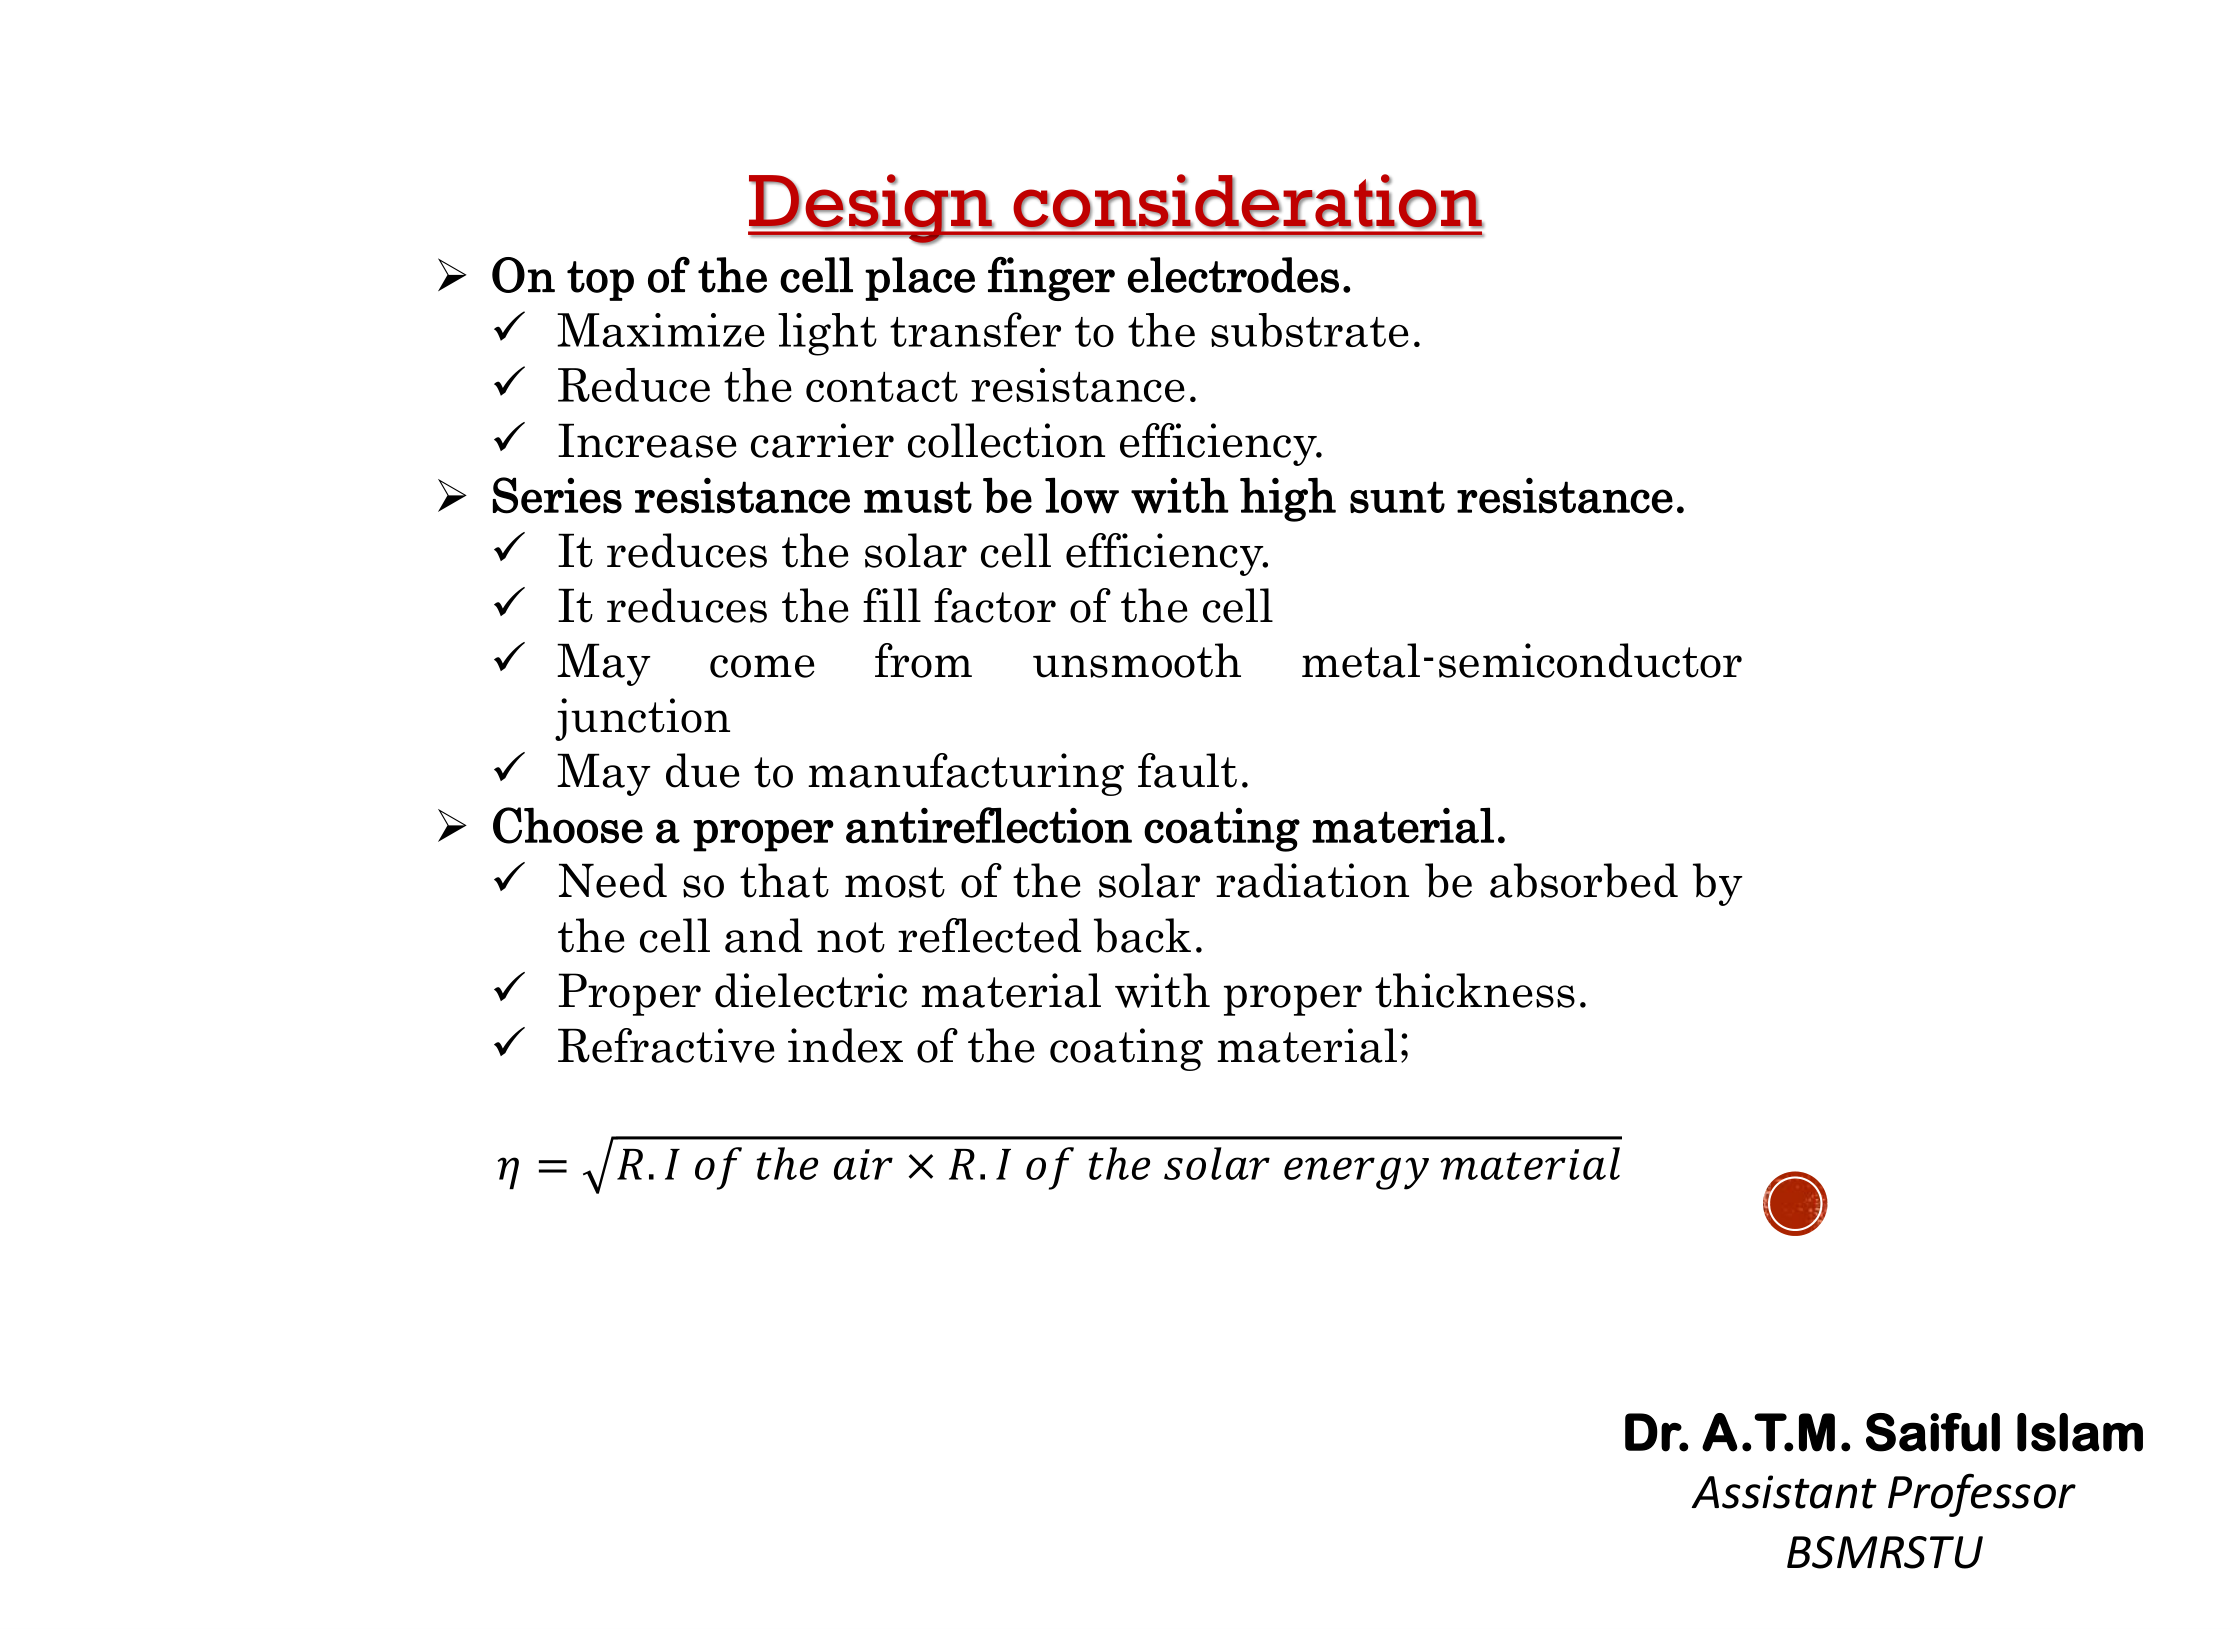 Design consideration
➢ On top of the cell place finger electrodes.
✓ Maximize light transfer to the substrate.
✓ Reduce the contact resistance.
✓ Increase carrier collection efficiency.
➢ Series resistance must be low with high sunt resistance.
✓ It reduces the solar cell efficiency.
✓ It reduces the fill factor of the cell
✓ May come from unsmooth metal-semiconductor
junction
✓ May due to manufacturing fault.
➢ Choose a proper antireflection coating material.
✓ Need so that most of the solar radiation be absorbed by
the cell and not reflected back.
✓ Proper dielectric material with proper thickness.
✓ Refractive index of the coating material;
η = √R.I of the air × R.I of the solar energy material
Dr. A.T.M. Saiful Islam
Assistant Professor
BSMRSTU